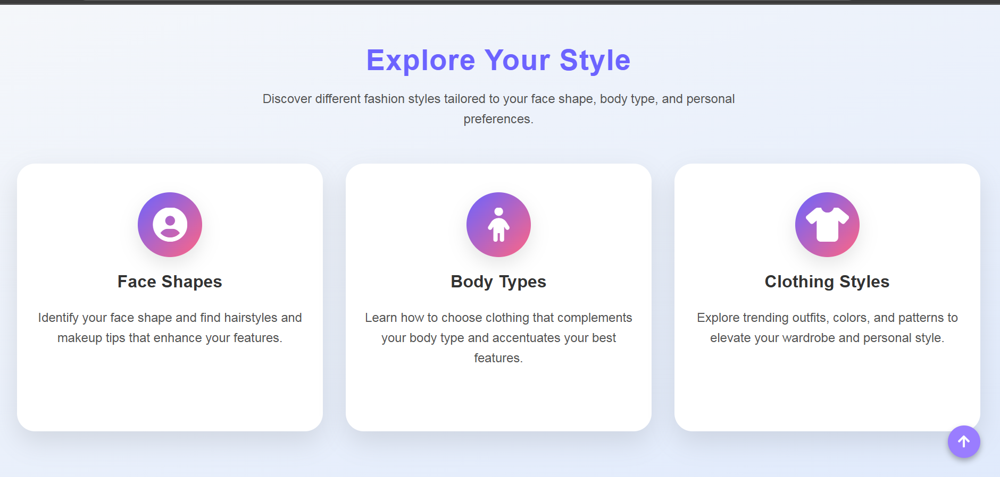 Explore Your Style
Discover different fashion styles tailored to your face shape, body type, and personal
preferences.
Face Shapes
Identify your face shape and find hairstyles and
makeup tips that enhance your features.
Body Types
Learn how to choose clothing that complements
your body type and accentuates your best
features.
Clothing Styles
Explore trending outfits, colors, and patterns to
elevate your wardrobe and personal style.